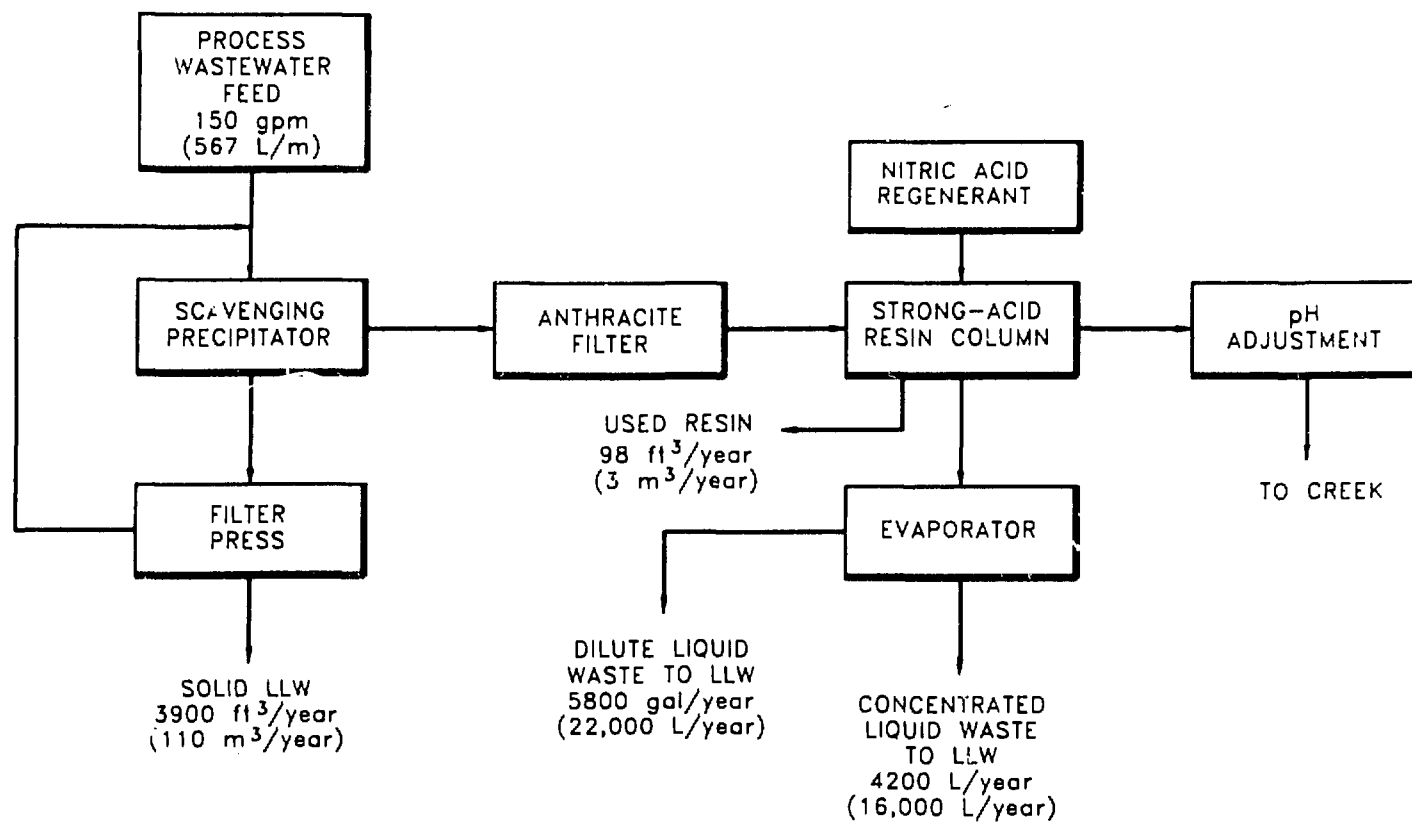 PROCESS
WASTEWATER
FEED
150 gpm
(567 L/m)
NITRIC ACID
REGENERANT
SCAVENGING
PRECIPITATOR
ANTHRACITE
FILTER
STRONG-ACID
RESIN COLUMN
pH
ADJUSTMENT
USED RESIN
98 ft³/year
(3 m³/year)
TO CREEK
FILTER
PRESS
EVAPORATOR
SOLID LLW
3900 ft³/year
(110 m³/year)
DILUTE LIQUID
WASTE TO LLW
5800 gal/year
(22,000 L/year)
CONCENTRATED
LIQUID WASTE
TO LLW
4200 L/year
(16,000 L/year)